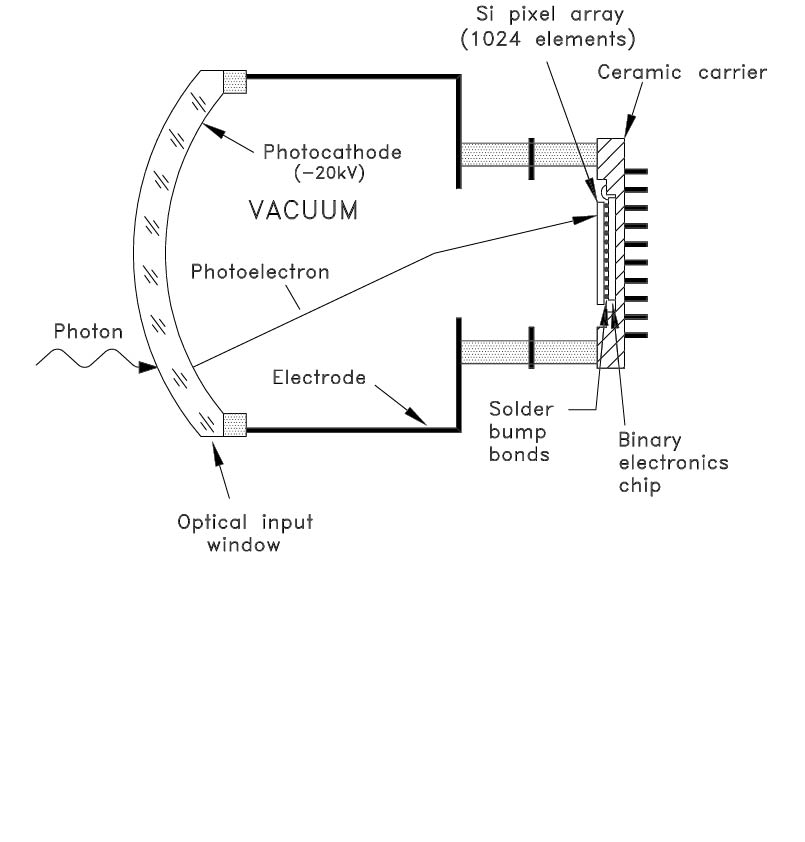 Si pixel array
(1024 elements)
Ceramic carrier
Photocathode
(-20kV)
VACUUM
Photoelectron
Photon
Electrode
Solder
bump
bonds
Binary
electronics
chip
Optical input
window